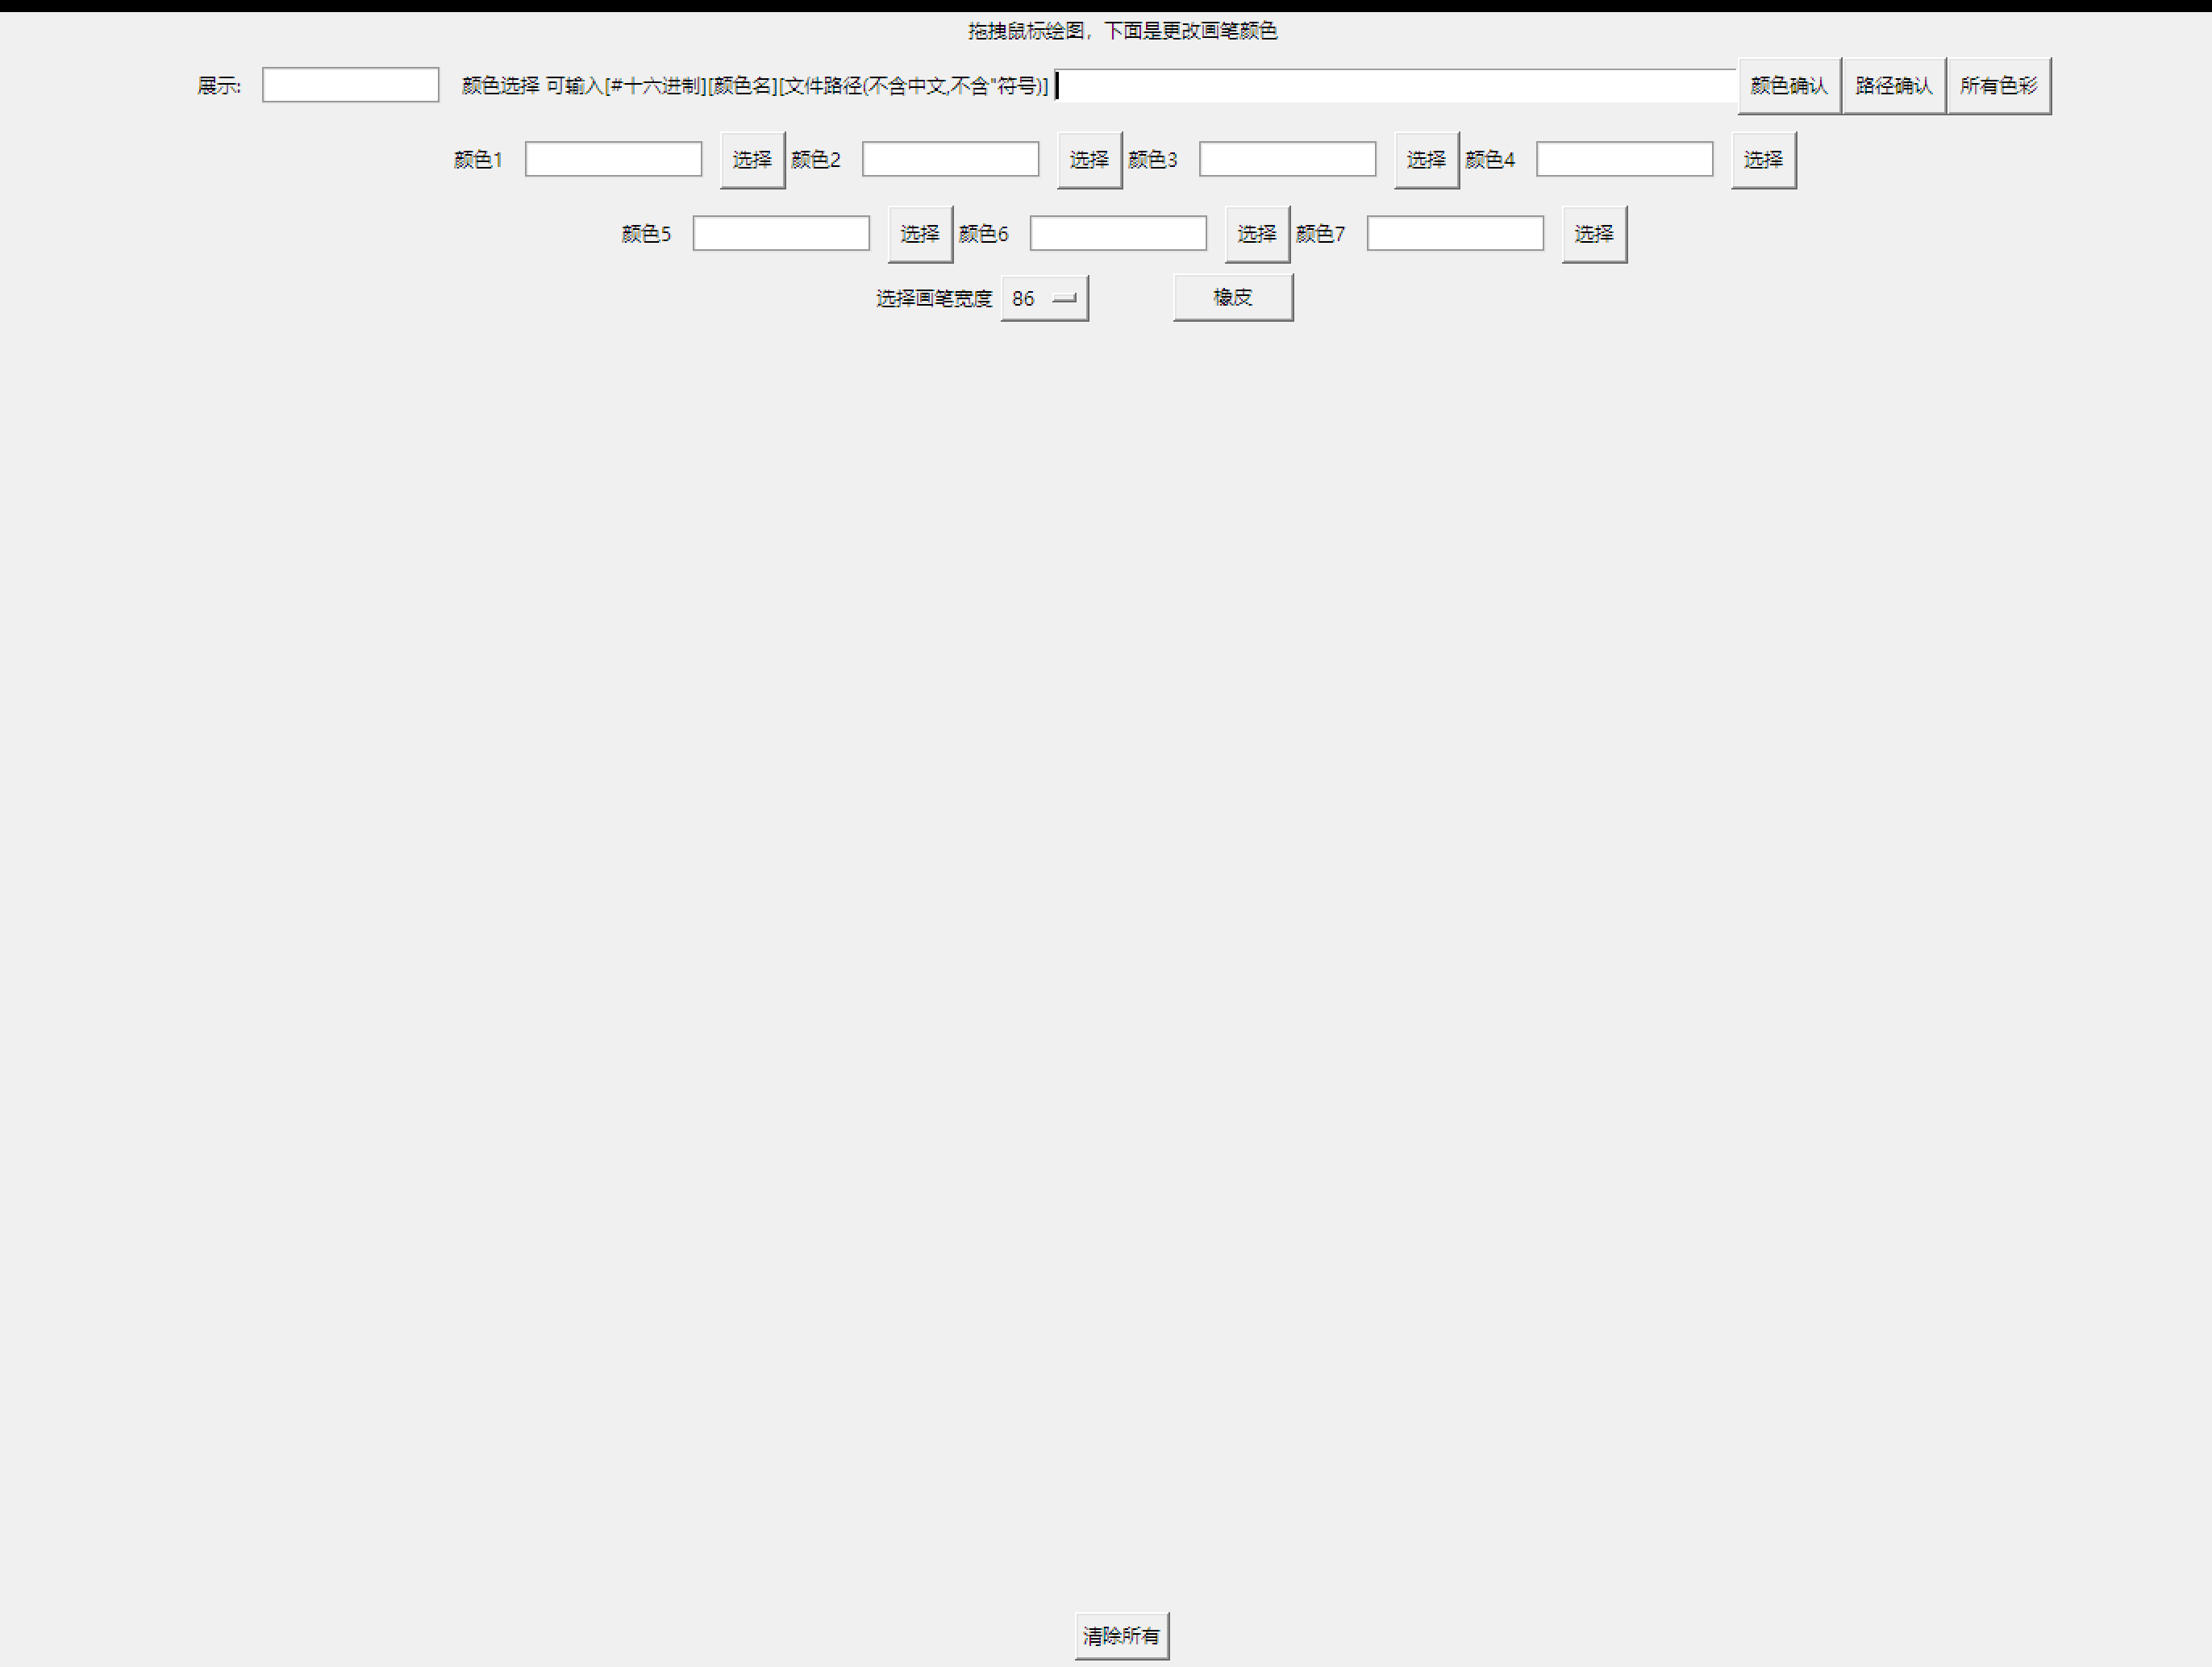 拖拽鼠标绘图，下面是更改画笔颜色
展示: 颜色选择 可输入[#十六进制][颜色名][文件路径(不含中文,不含"符号)] 颜色确认 路径确认 所有色彩
颜色1 选择 颜色2 选择 颜色3 选择 颜色4 选择
颜色5 选择 颜色6 选择 颜色7 选择
选择画笔宽度 86 橡皮
清除所有